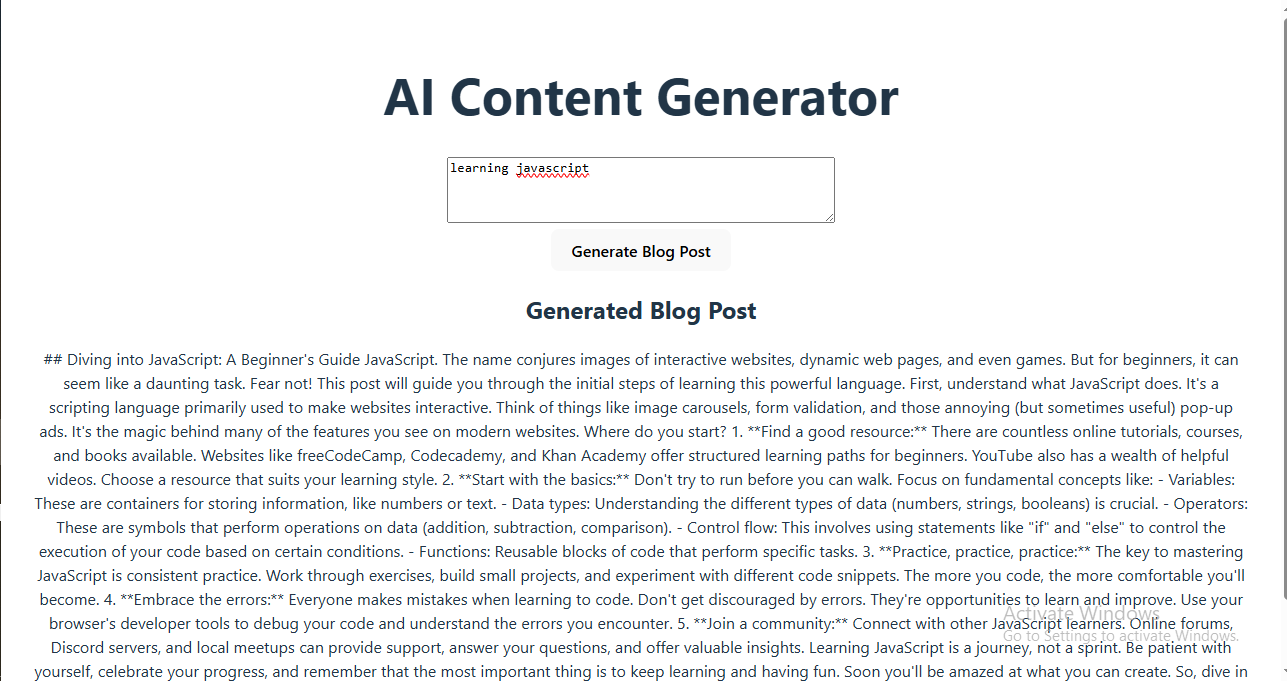 AI Content Generator
learning javascript
Generate Blog Post
Generated Blog Post
## Diving into JavaScript: A Beginner's Guide JavaScript. The name conjures images of interactive websites, dynamic web pages, and even games. But for beginners, it can
seem like a daunting task. Fear not! This post will guide you through the initial steps of learning this powerful language. First, understand what JavaScript does. It's a
scripting language primarily used to make websites interactive. Think of things like image carousels, form validation, and those annoying (but sometimes useful) pop-up
ads. It's the magic behind many of the features you see on modern websites. Where do you start? 1. **Find a good resource:** There are countless online tutorials, courses,
and books available. Websites like freeCodeCamp, Codecademy, and Khan Academy offer structured learning paths for beginners. YouTube also has a wealth of helpful
videos. Choose a resource that suits your learning style. 2. **Start with the basics:** Don't try to run before you can walk. Focus on fundamental concepts like: - Variables:
These are containers for storing information, like numbers or text. - Data types: Understanding the different types of data (numbers, strings, booleans) is crucial. - Operators:
These are symbols that perform operations on data (addition, subtraction, comparison). - Control flow: This involves using statements like "if" and "else" to control the
execution of your code based on certain conditions. - Functions: Reusable blocks of code that perform specific tasks. 3. **Practice, practice, practice:** The key to mastering
JavaScript is consistent practice. Work through exercises, build small projects, and experiment with different code snippets. The more you code, the more comfortable you'll
become. 4. **Embrace the errors:** Everyone makes mistakes when learning to code. Don't get discouraged by errors. They're opportunities to learn and improve. Use your
browser's developer tools to debug your code and understand the errors you encounter. 5. **Join a community:** Connect with other JavaScript learners. Online forums,
Discord servers, and local meetups can provide support, answer your questions, and offer valuable insights. Learning JavaScript is a journey, not a sprint. Be patient with
yourself, celebrate your progress, and remember that the most important thing is to keep learning and having fun. Soon you'll be amazed at what you can create. So, dive in
Activate Windows
Go to Settings to activate Windows.